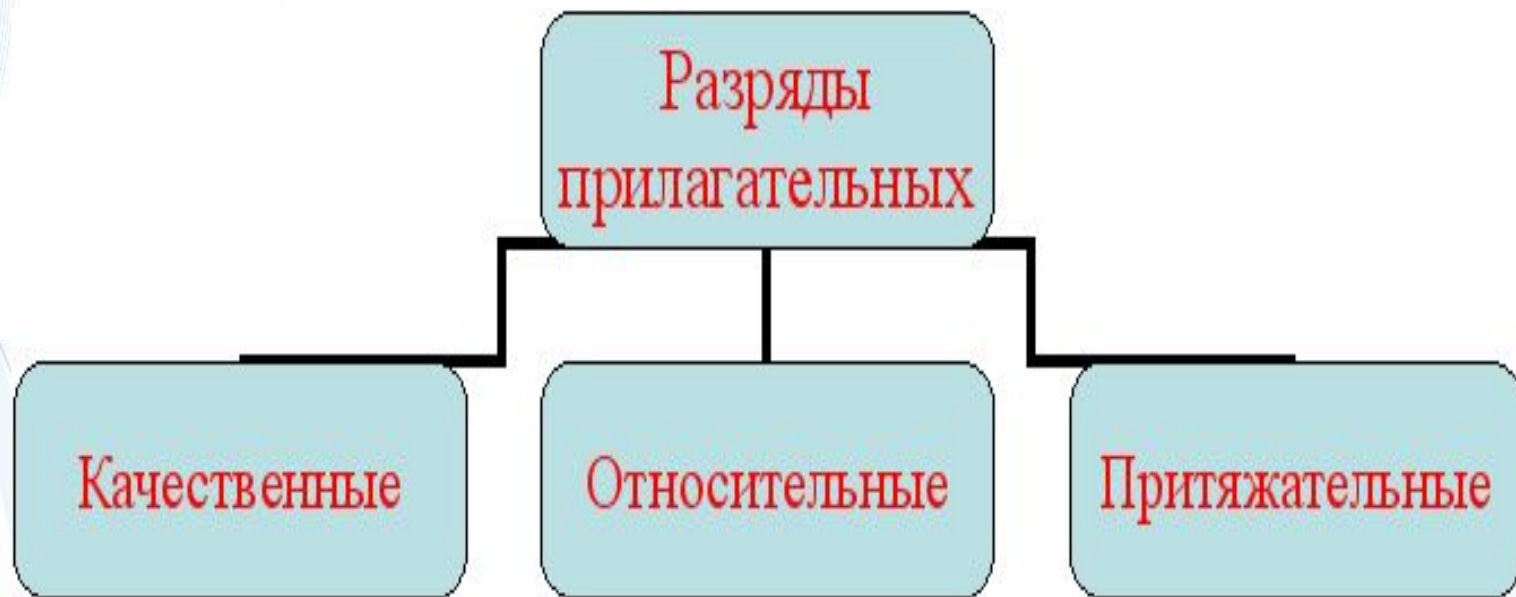 Разряды
прилагательных
Качественные
Относительные
Притяжательные